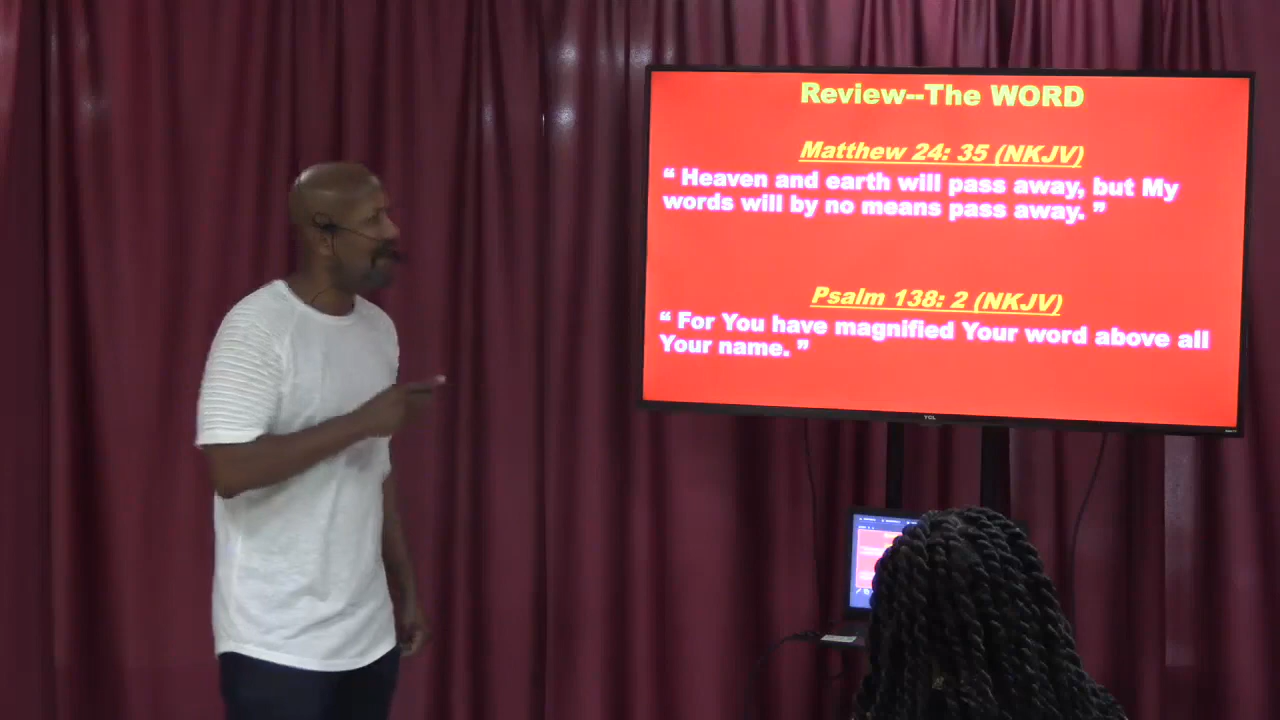 Review--The WORD
Matthew 24: 35 (NKJV)
“ Heaven and earth will pass away, but My
words will by no means pass away. ”
Psalm 138: 2 (NKJV)
“ For You have magnified Your word above all
Your name. ”
TCL